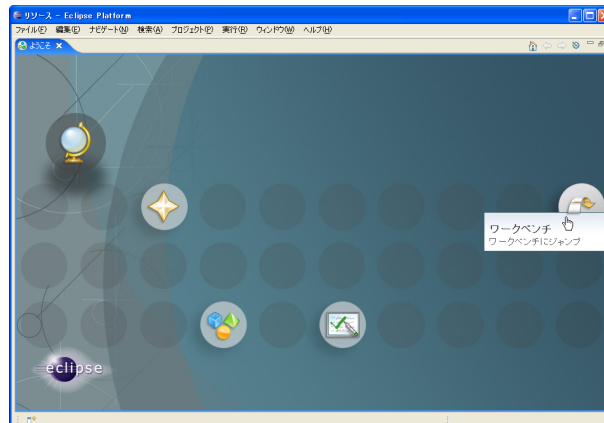 リソース - Eclipse Platform
ファイル(F) 編集(E) ナビゲート(N) 検索(A) プロジェクト(P) 実行(R) ウィンドウ(W) ヘルプ(H)
ようこそ
ワークベンチ
ワークベンチにジャンプ
eclipse